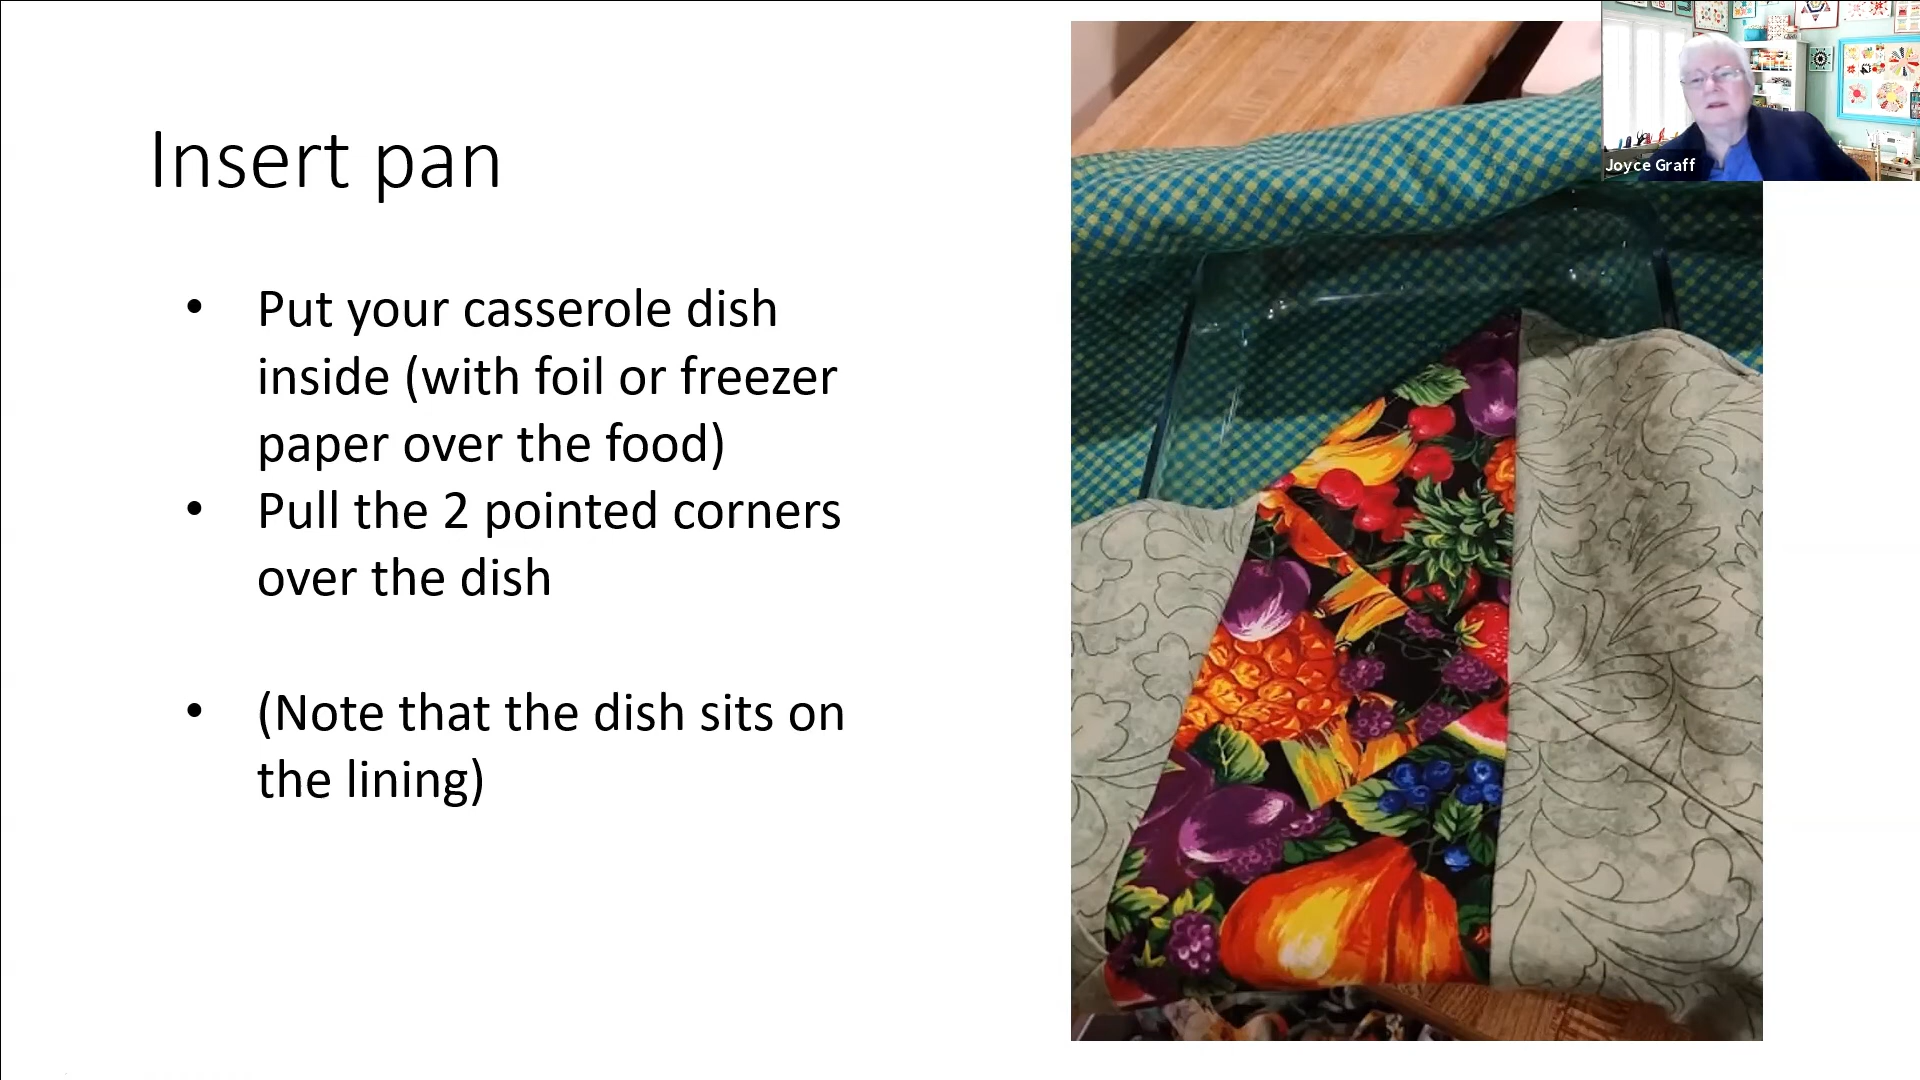 Insert pan
• Put your casserole dish
inside (with foil or freezer
paper over the food)
• Pull the 2 pointed corners
over the dish
• (Note that the dish sits on
the lining)
Joyce Graff